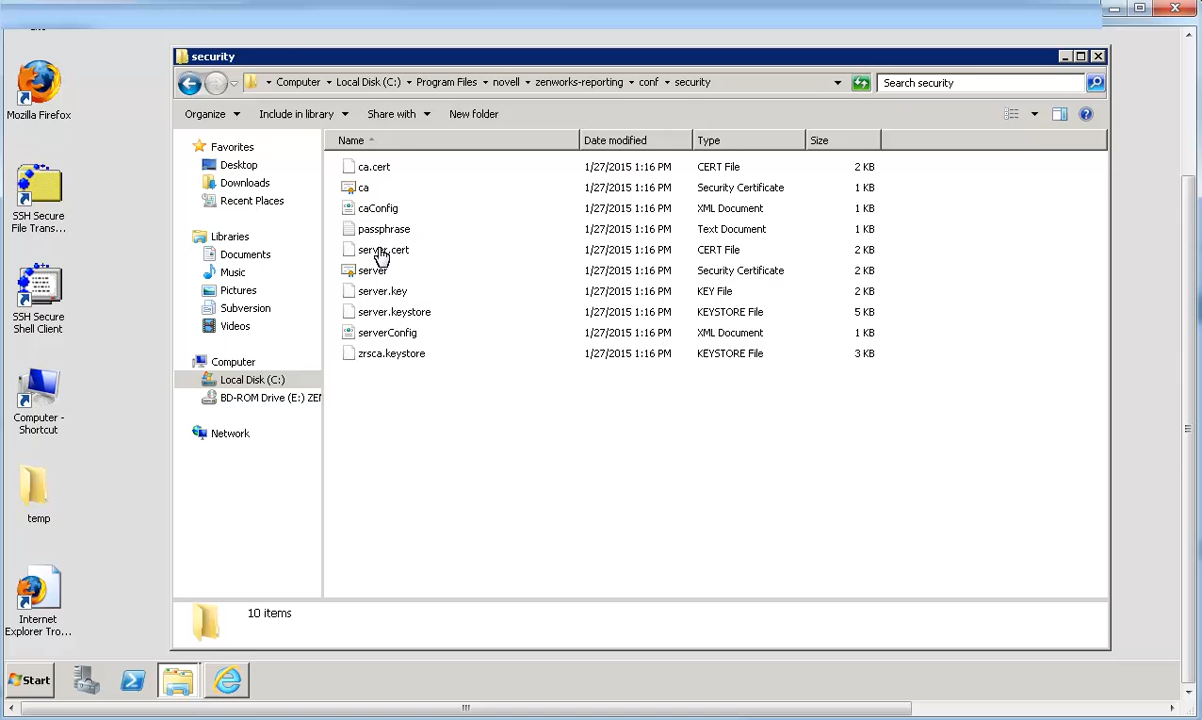 security
Computer Local Disk (C:) Program Files novell zenworks-reporting conf security
Search security
Organize Include in library Share with New folder
Name Date modified Type Size
Favorites
Desktop
Downloads
Recent Places
Libraries
Documents
Music
Pictures
Subversion
Videos
Computer
Local Disk (C:)
BD-ROM Drive (E:) ZEN
Network
ca.cert 1/27/2015 1:16 PM CERT File 2 KB
ca 1/27/2015 1:16 PM Security Certificate 1 KB
caConfig 1/27/2015 1:16 PM XML Document 1 KB
passphrase 1/27/2015 1:16 PM Text Document 1 KB
server.cert 1/27/2015 1:16 PM CERT File 2 KB
server 1/27/2015 1:16 PM Security Certificate 2 KB
server.key 1/27/2015 1:16 PM KEY File 2 KB
server.keystore 1/27/2015 1:16 PM KEYSTORE File 5 KB
serverConfig 1/27/2015 1:16 PM XML Document 1 KB
zrsca.keystore 1/27/2015 1:16 PM KEYSTORE File 3 KB
10 items
Mozilla Firefox
SSH Secure
File Trans...
SSH Secure
Shell Client
Computer -
Shortcut
temp
Internet
Explorer Tro...
Start